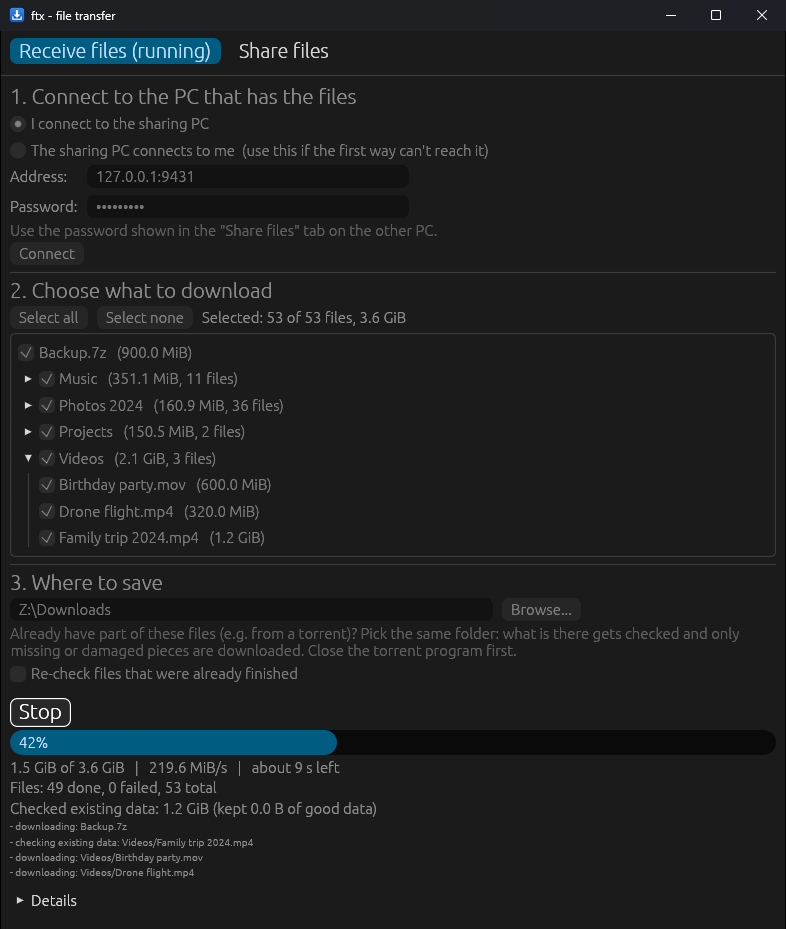 ftx - file transfer
Receive files (running) Share files
1. Connect to the PC that has the files
I connect to the sharing PC
The sharing PC connects to me (use this if the first way can't reach it)
Address: 127.0.0.1:9431
Password: •••••••••
Use the password shown in the "Share files" tab on the other PC.
Connect
2. Choose what to download
Select all Select none Selected: 53 of 53 files, 3.6 GiB
Backup.7z (900.0 MiB)
Music (351.1 MiB, 11 files)
Photos 2024 (160.9 MiB, 36 files)
Projects (150.5 MiB, 2 files)
Videos (2.1 GiB, 3 files)
Birthday party.mov (600.0 MiB)
Drone flight.mp4 (320.0 MiB)
Family trip 2024.mp4 (1.2 GiB)
3. Where to save
Z:\Downloads Browse...
Already have part of these files (e.g. from a torrent)? Pick the same folder: what is there gets checked and only
missing or damaged pieces are downloaded. Close the torrent program first.
Re-check files that were already finished
Stop
42%
1.5 GiB of 3.6 GiB | 219.6 MiB/s | about 9 s left
Files: 49 done, 0 failed, 53 total
Checked existing data: 1.2 GiB (kept 0.0 B of good data)
- downloading: Backup.7z
- checking existing data: Videos/Family trip 2024.mp4
- downloading: Videos/Birthday party.mov
- downloading: Videos/Drone flight.mp4
Details